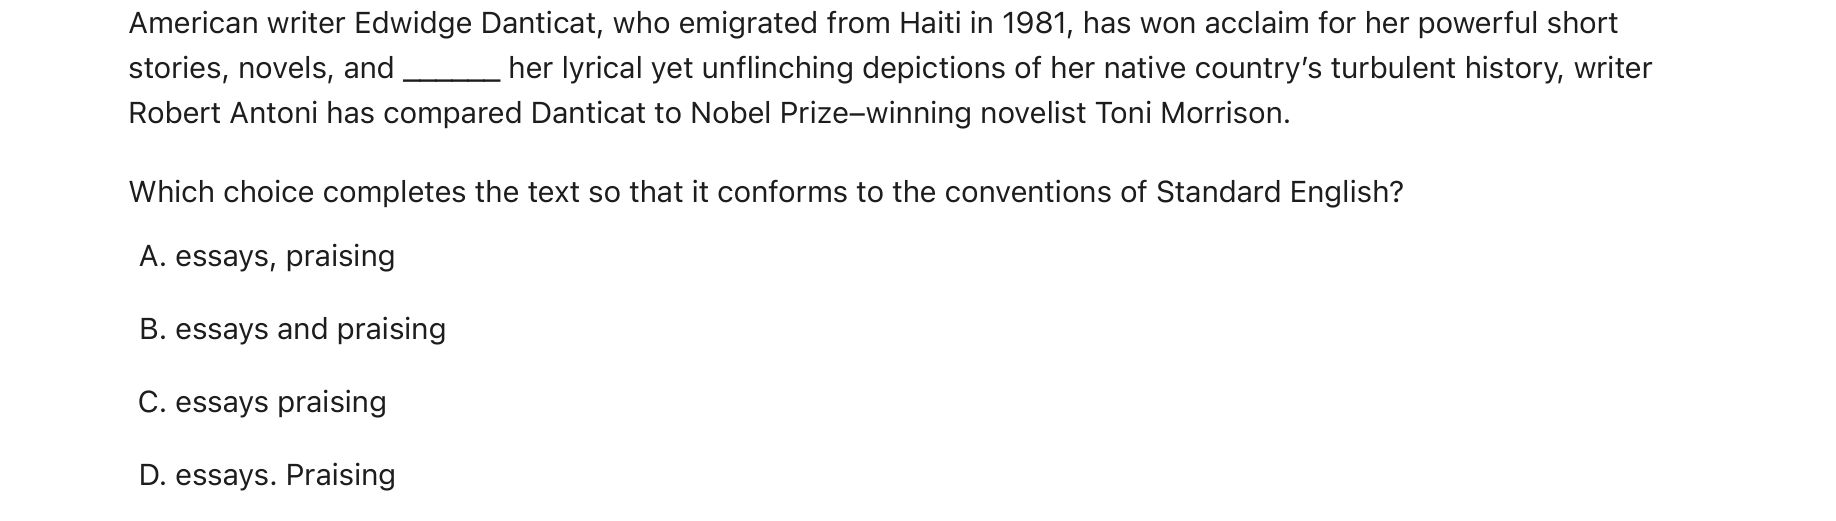 American writer Edwidge Danticat, who emigrated from Haiti in 1981, has won acclaim for her powerful short
stories, novels, and ______ her lyrical yet unflinching depictions of her native country’s turbulent history, writer
Robert Antoni has compared Danticat to Nobel Prize–winning novelist Toni Morrison.
Which choice completes the text so that it conforms to the conventions of Standard English?
A. essays, praising
B. essays and praising
C. essays praising
D. essays. Praising